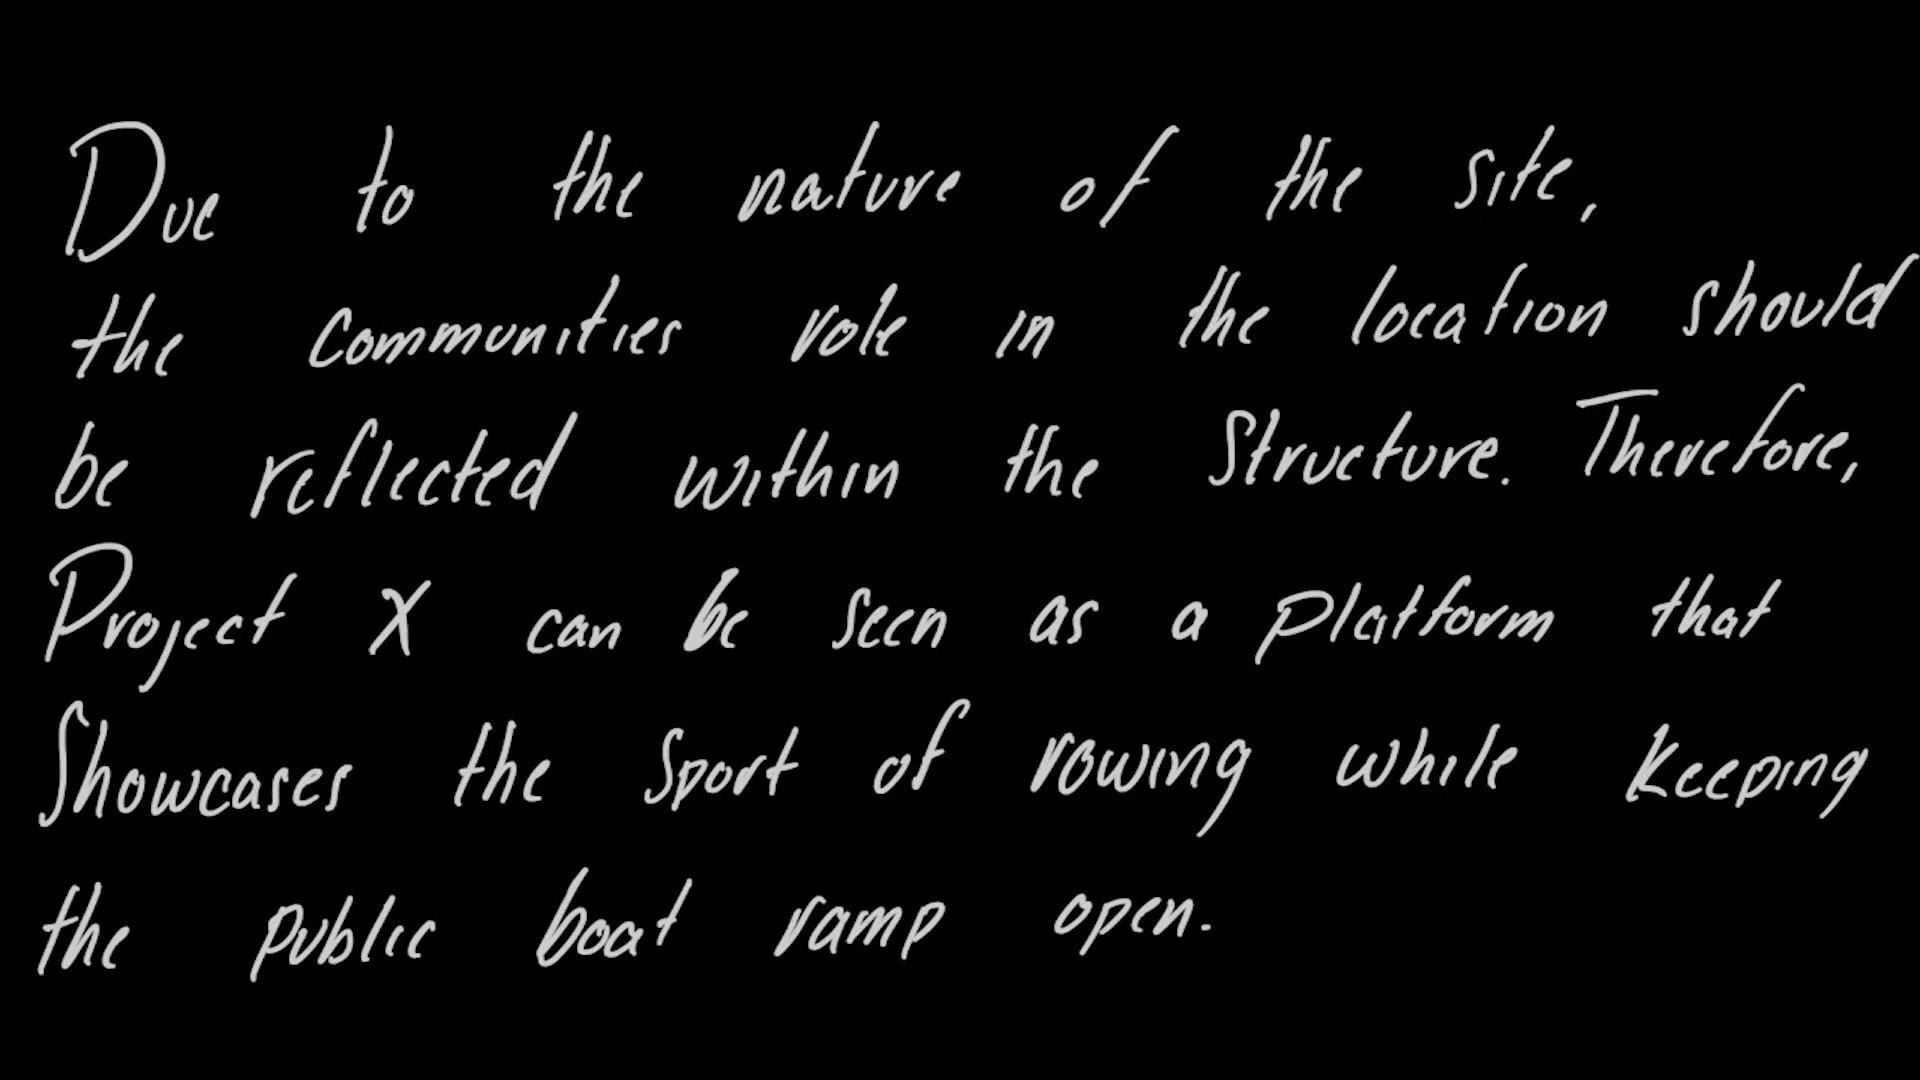 Due to the nature of the site,
the communities role in the location should
be reflected within the Structure. Therefore,
Project X can be seen as a platform that
Showcases the Sport of rowing while keeping
the public boat ramp open.